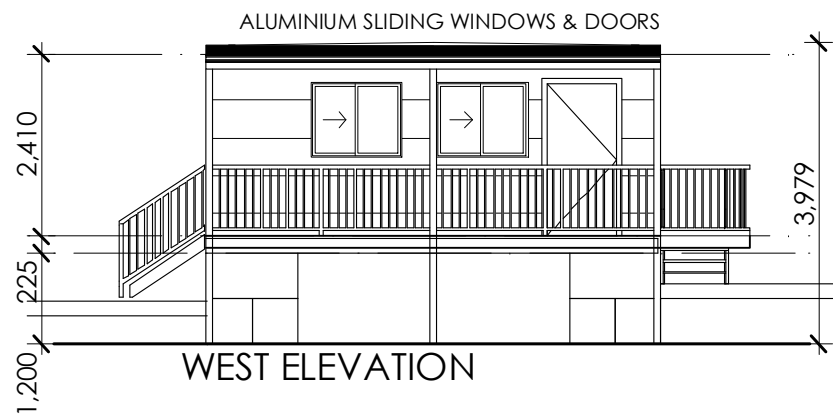 ALUMINIUM SLIDING WINDOWS & DOORS
2,410
3,979
225
1,200
WEST ELEVATION